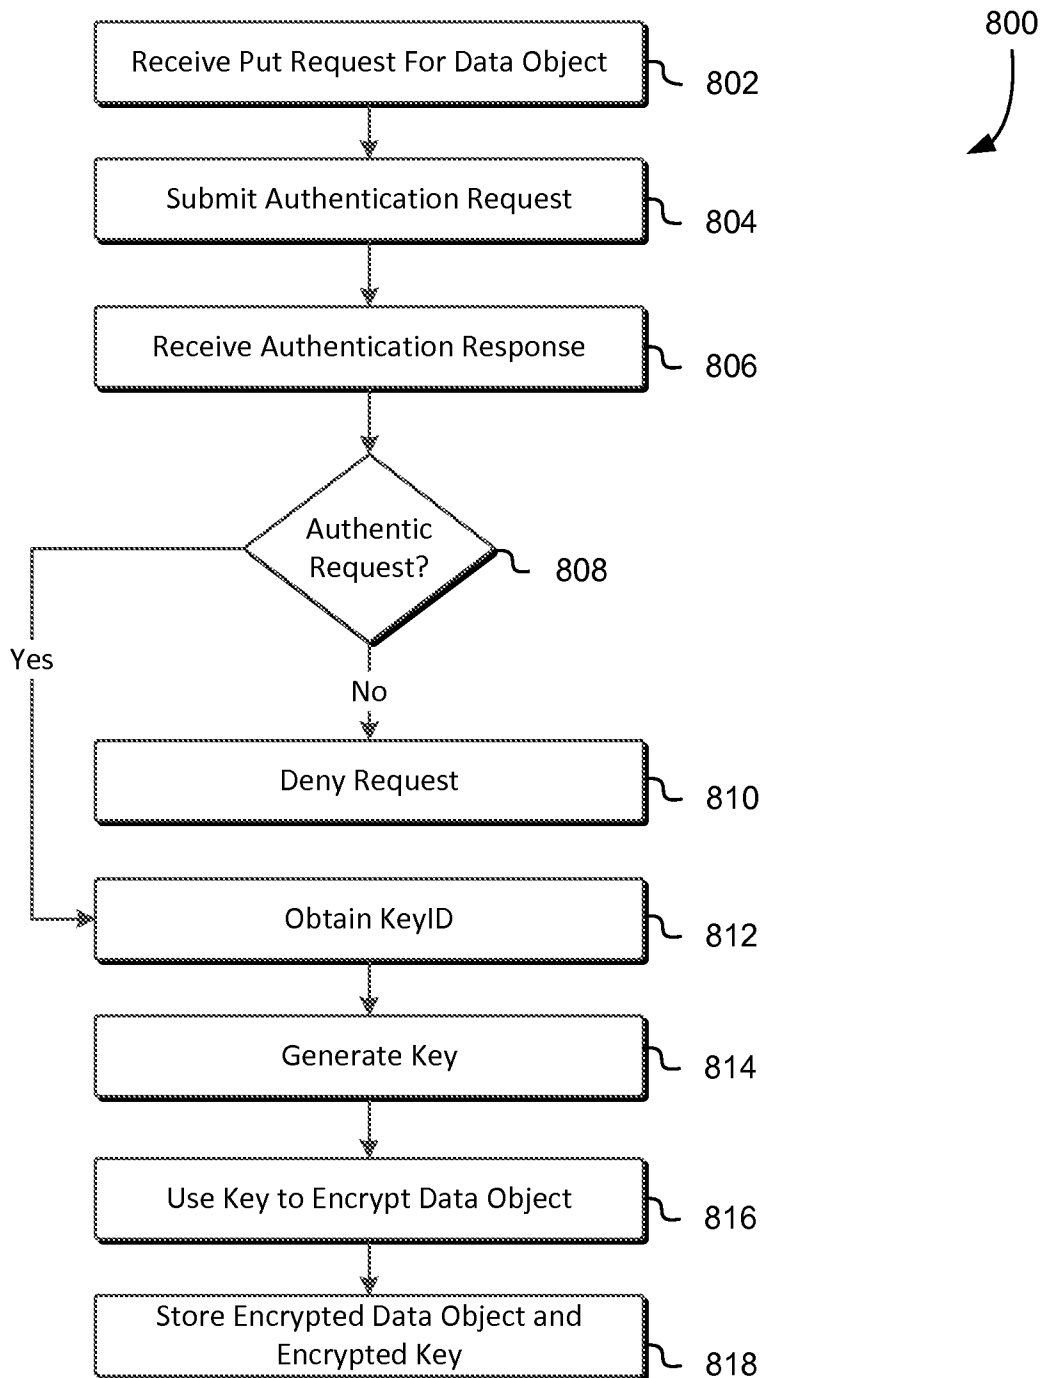 800
Receive Put Request For Data Object
802
Submit Authentication Request
804
Receive Authentication Response
806
Authentic
Request?
808
Yes
No
Deny Request
810
Obtain KeyID
812
Generate Key
814
Use Key to Encrypt Data Object
816
Store Encrypted Data Object and
Encrypted Key
818